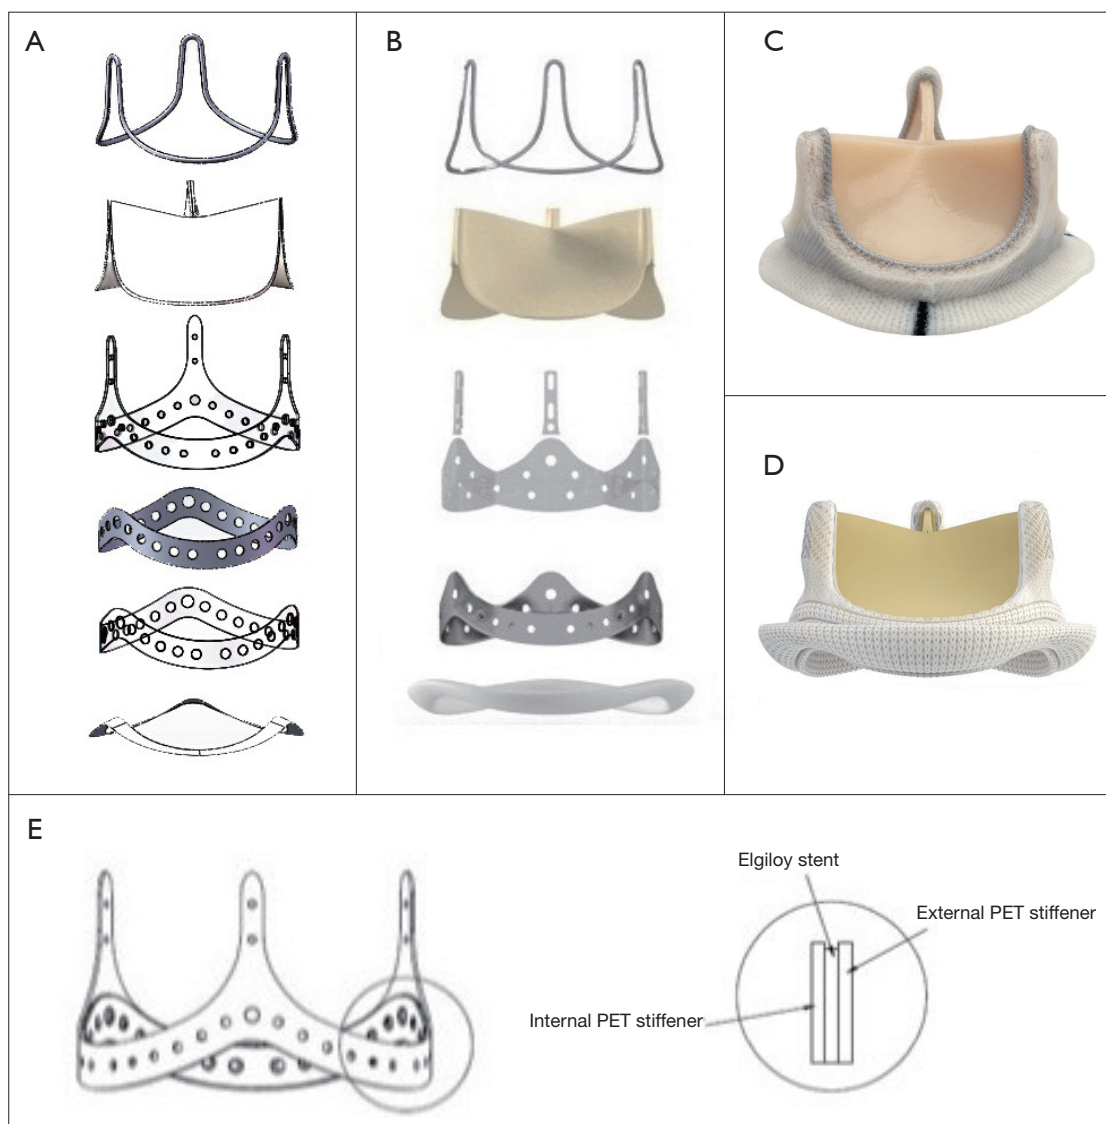 A
B
C
D
E
Elgiloy stent
External PET stiffener
Internal PET stiffener